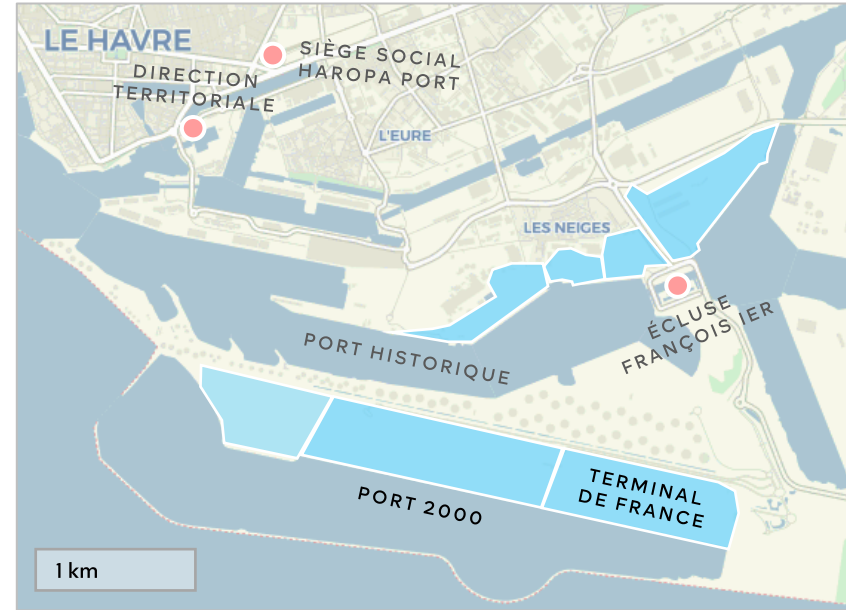 LE HAVRE
SIÈGE SOCIAL
HAROPA PORT
DIRECTION
TERRITORIALE
L'EURE
LES NEIGES
ÉCLUSE
FRANÇOIS IER
PORT HISTORIQUE
TERMINAL
DE FRANCE
PORT 2000
1 km